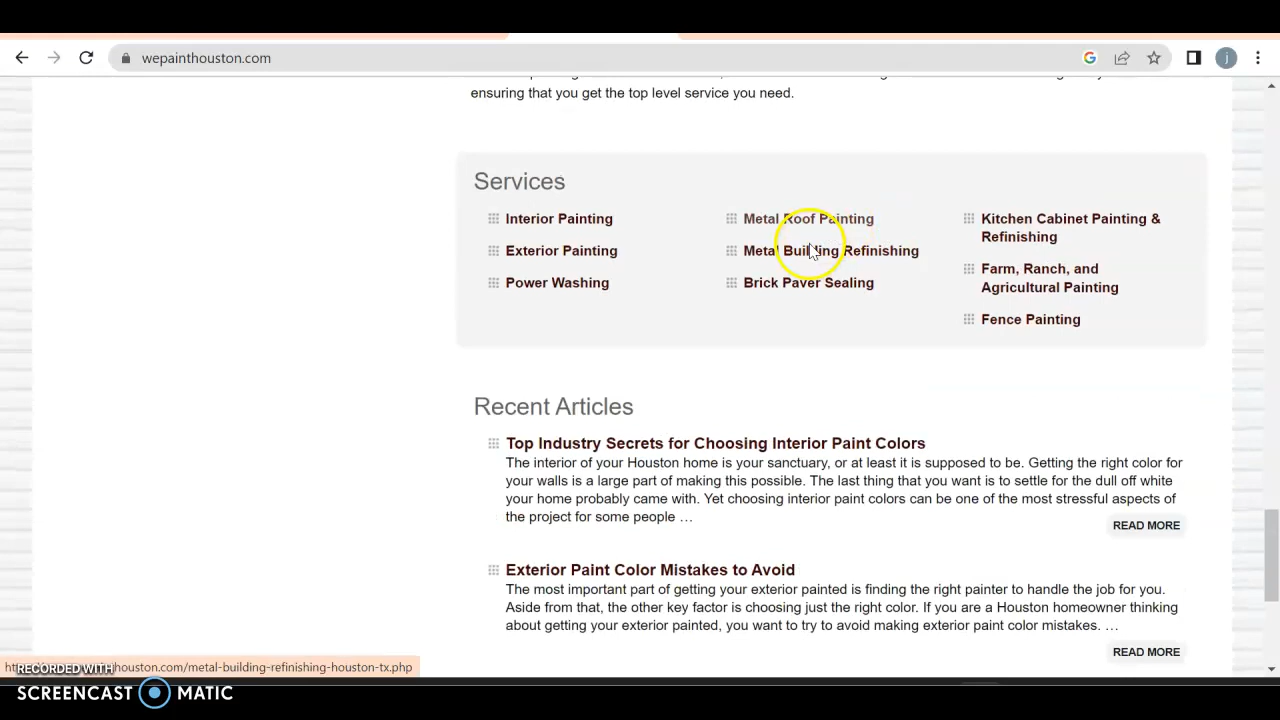 wepainthouston.com
j
ensuring that you get the top level service you need.
Services
Interior Painting
Exterior Painting
Power Washing
Metal Roof Painting
Metal Building Refinishing
Brick Paver Sealing
Kitchen Cabinet Painting &
Refinishing
Farm, Ranch, and
Agricultural Painting
Fence Painting
Recent Articles
Top Industry Secrets for Choosing Interior Paint Colors
The interior of your Houston home is your sanctuary, or at least it is supposed to be. Getting the right color for
your walls is a large part of making this possible. The last thing that you want is to settle for the dull off white
your home probably came with. Yet choosing interior paint colors can be one of the most stressful aspects of
the project for some people …
READ MORE
Exterior Paint Color Mistakes to Avoid
The most important part of getting your exterior painted is finding the right painter to handle the job for you.
Aside from that, the other key factor is choosing just the right color. If you are a Houston homeowner thinking
about getting your exterior painted, you want to try to avoid making exterior paint color mistakes. …
READ MORE
houston.com/metal-building-refinishing-houston-tx.php
RECORDED WITH
SCREENCAST MATIC